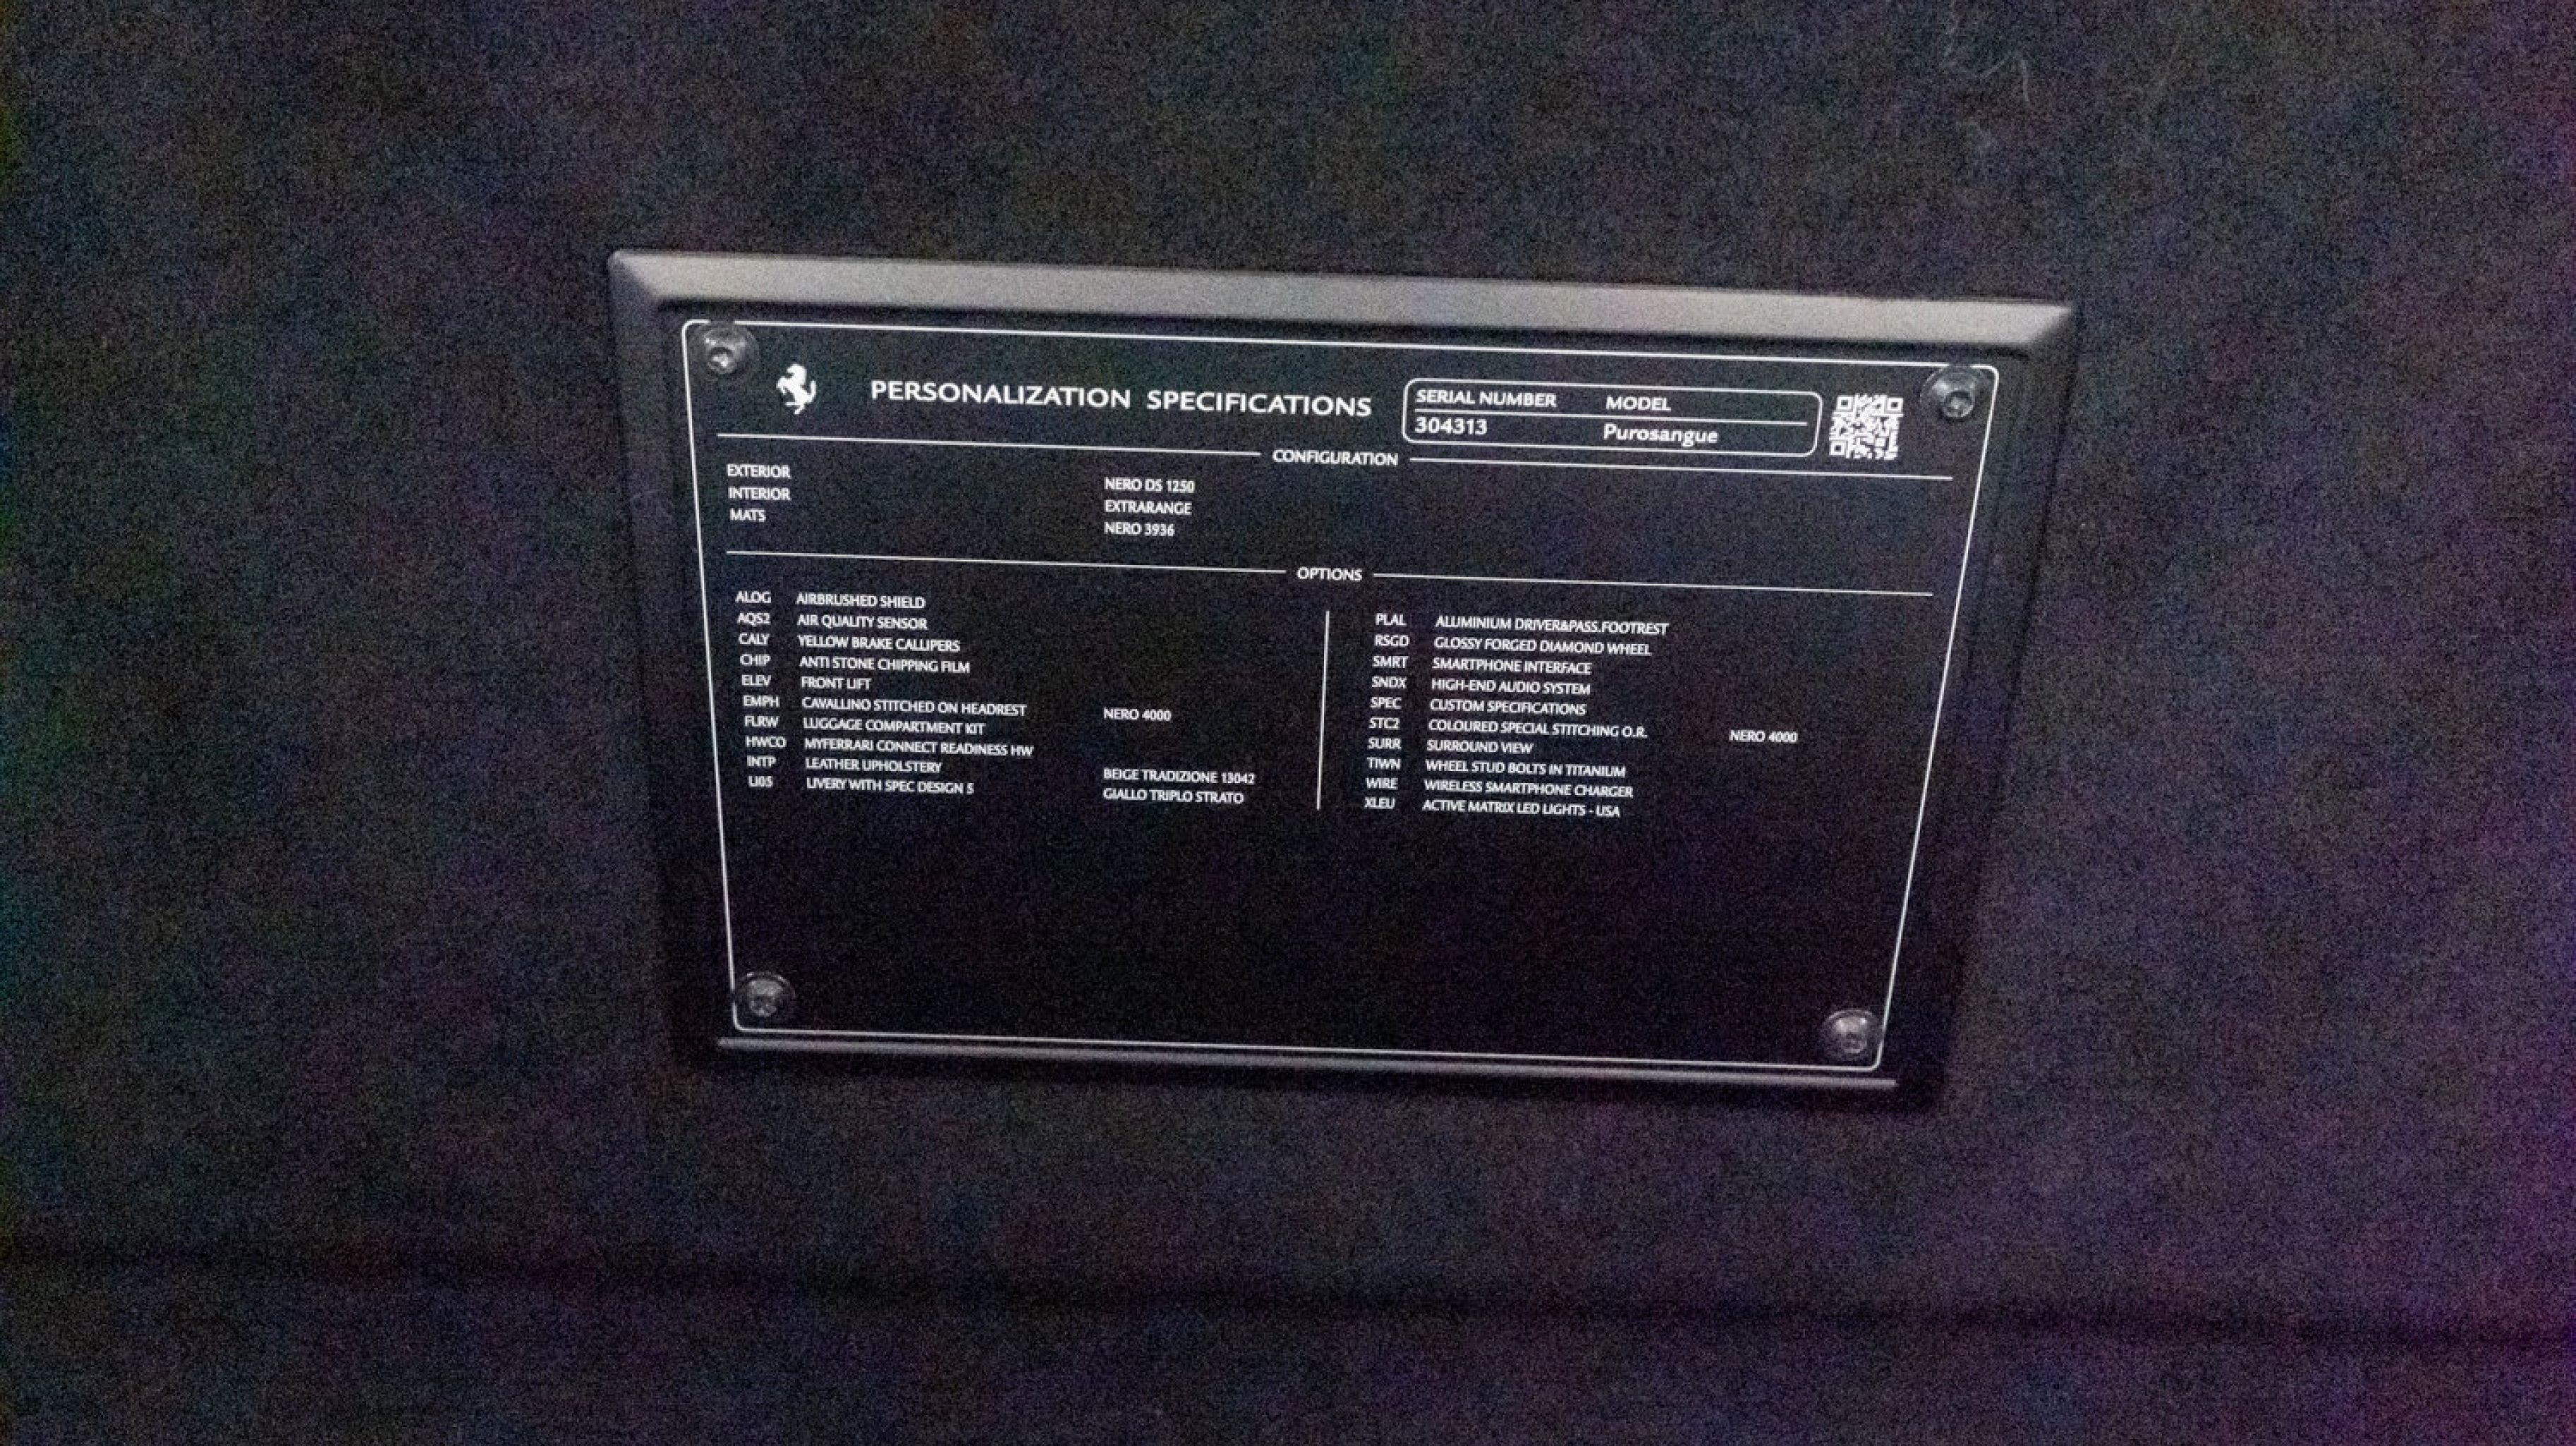 PERSONALIZATION SPECIFICATIONS
SERIAL NUMBER MODEL
304313 Purosangue
CONFIGURATION
EXTERIOR NERO DS 1250
INTERIOR EXTRARANGE
MATS NERO 3936
OPTIONS
ALOG AIRBRUSHED SHIELD
AQS2 AIR QUALITY SENSOR
CALY YELLOW BRAKE CALLIPERS
CHIP ANTI STONE CHIPPING FILM
ELEV FRONT LIFT
EMPH CAVALLINO STITCHED ON HEADREST NERO 4000
FLRW LUGGAGE COMPARTMENT KIT
HWCO MYFERRARI CONNECT READINESS HW
INTP LEATHER UPHOLSTERY BEIGE TRADIZIONE 13042
LI05 LIVERY WITH SPEC DESIGN 5 GIALLO TRIPLO STRATO
PLAL ALUMINIUM DRIVER&PASS.FOOTREST
RSGD GLOSSY FORGED DIAMOND WHEEL
SMRT SMARTPHONE INTERFACE
SNDX HIGH-END AUDIO SYSTEM
SPEC CUSTOM SPECIFICATIONS
STC2 COLOURED SPECIAL STITCHING O.R. NERO 4000
SURR SURROUND VIEW
TIWN WHEEL STUD BOLTS IN TITANIUM
WIRE WIRELESS SMARTPHONE CHARGER
XLEU ACTIVE MATRIX LED LIGHTS - USA